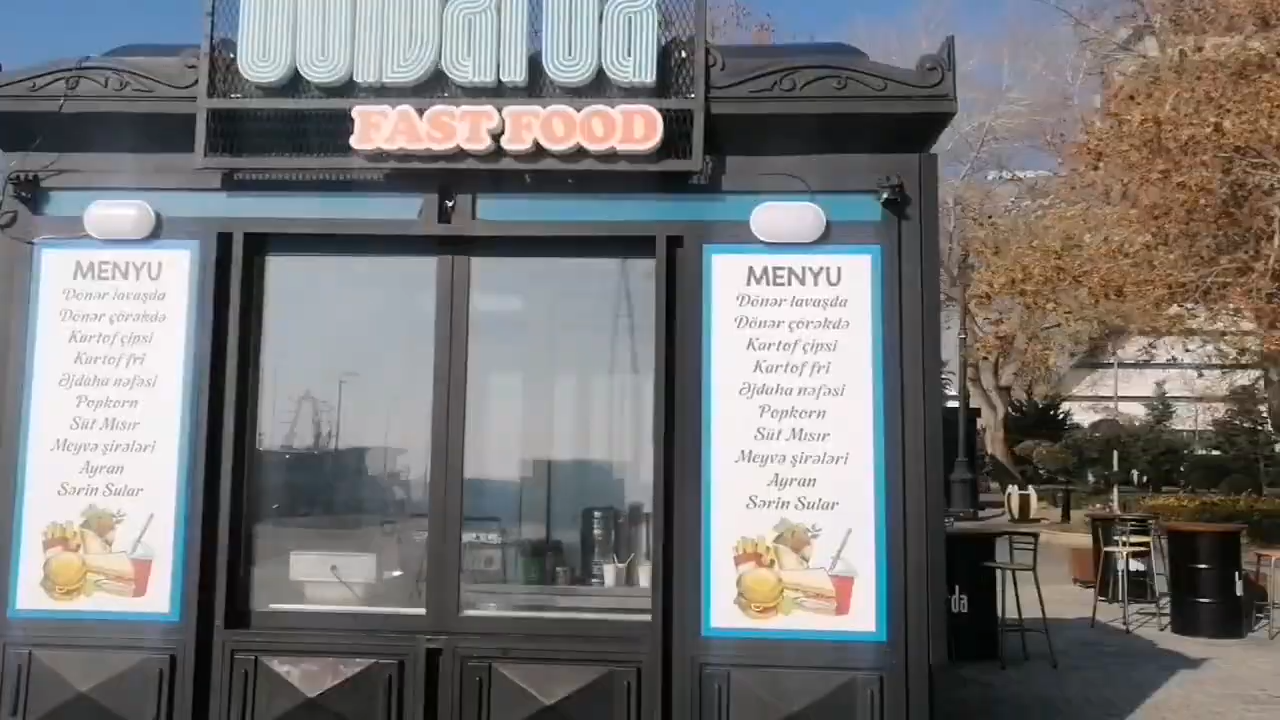 FAST FOOD
MENYU
Dönər lavaşda
Dönər çörəkdə
Kartof çipsi
Kartof fri
Əjdaha nəfəsi
Popkorn
Süt Mısır
Meyvə şirələri
Ayran
Sərin Sular
MENYU
Dönər lavaşda
Dönər çörəkdə
Kartof çipsi
Kartof fri
Əjdaha nəfəsi
Popkorn
Süt Mısır
Meyvə şirələri
Ayran
Sərin Sular